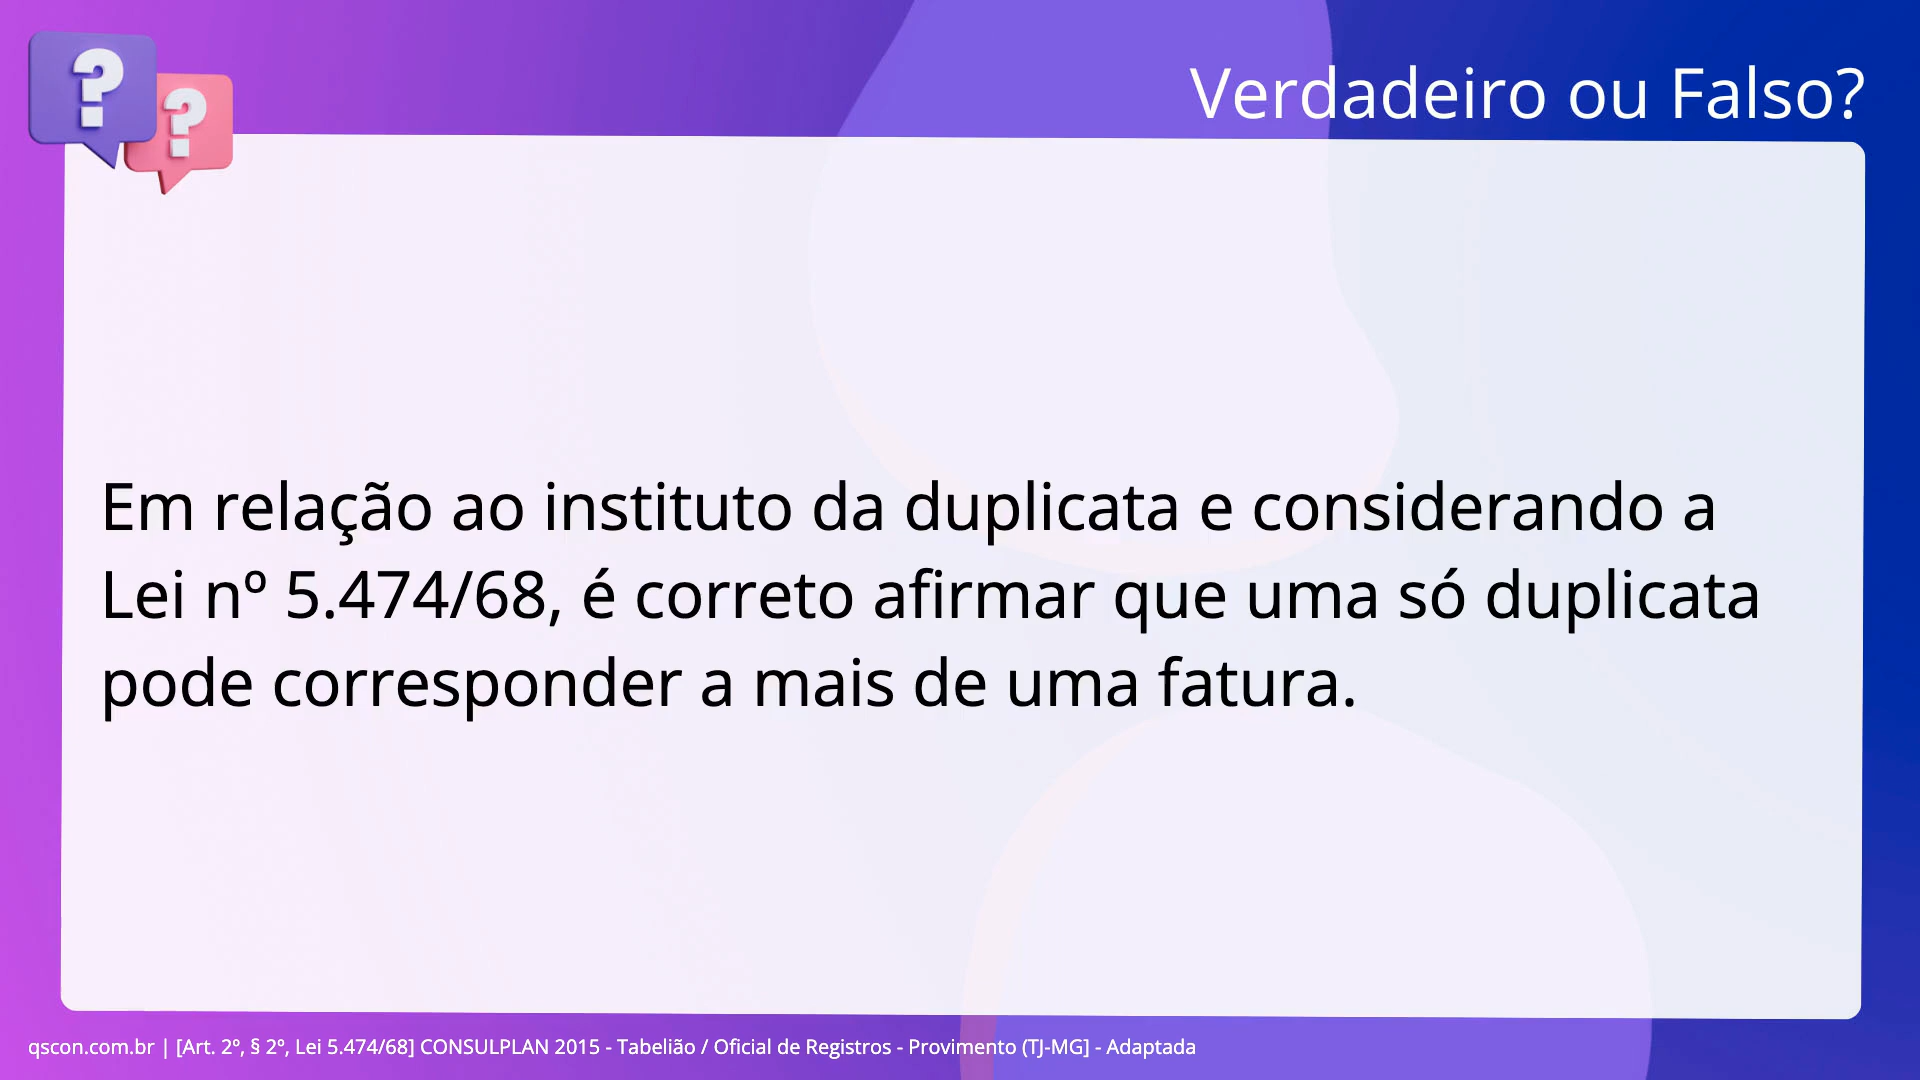 Verdadeiro ou Falso?
Em relação ao instituto da duplicata e considerando a
Lei nº 5.474/68, é correto afirmar que uma só duplicata
pode corresponder a mais de uma fatura.
qscon.com.br | [Art. 2º, § 2º, Lei 5.474/68] CONSULPLAN 2015 - Tabelião / Oficial de Registros - Provimento (TJ-MG] - Adaptada